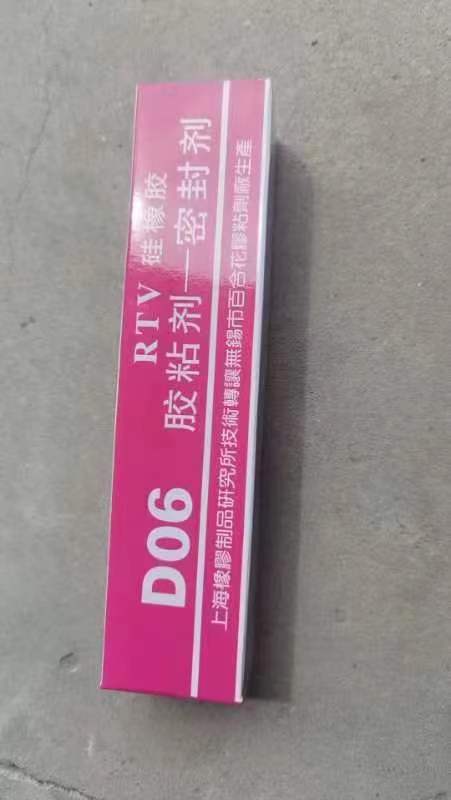 D06
RTV 硅橡胶
胶粘剂—密封剂
上海橡膠制品研究所技術轉讓無錫市百合花膠粘劑廠生産